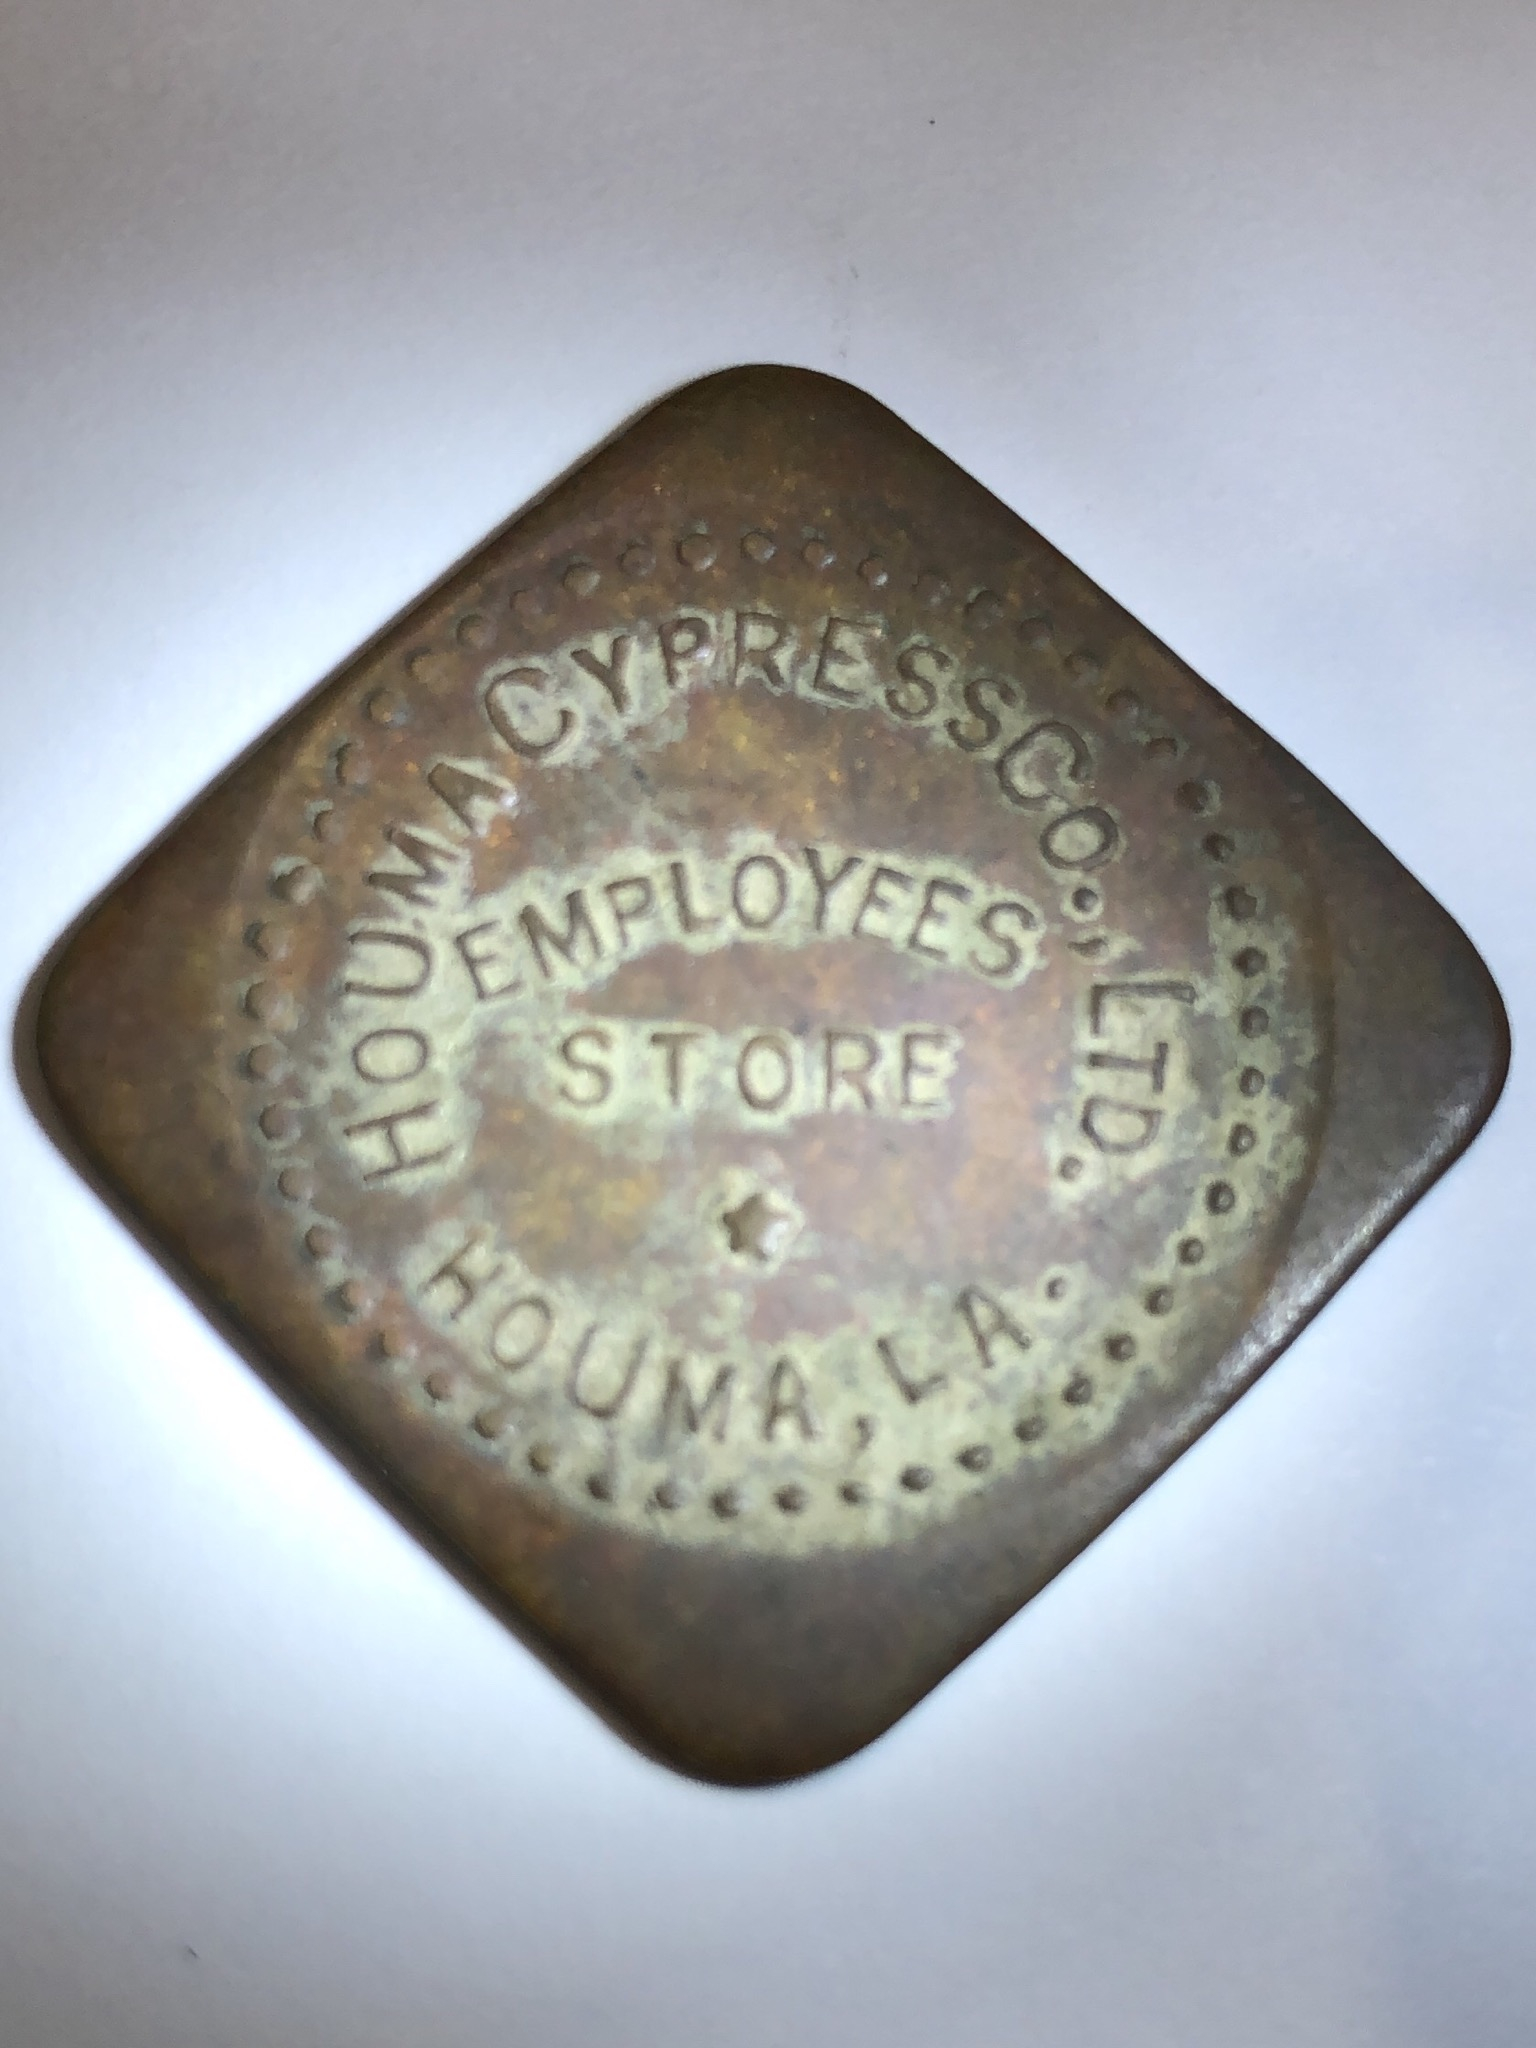 HOUMA CYPRESS CO., LTD.
EMPLOYEES
STORE
HOUMA, LA.